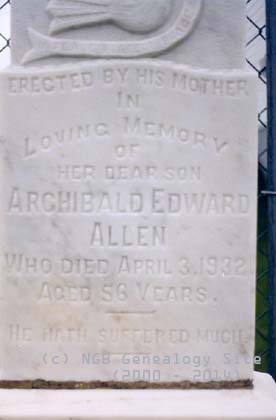 ERECTED BY HIS MOTHER
IN
LOVING MEMORY
OF
HER DEAR SON
ARCHIBALD EDWARD
ALLEN
WHO DIED APRIL 3, 1932
AGED 56 YEARS.
HE HATH SUFFERED MUCH
(c) NGB Genealogy Site
(2000 - 2014)